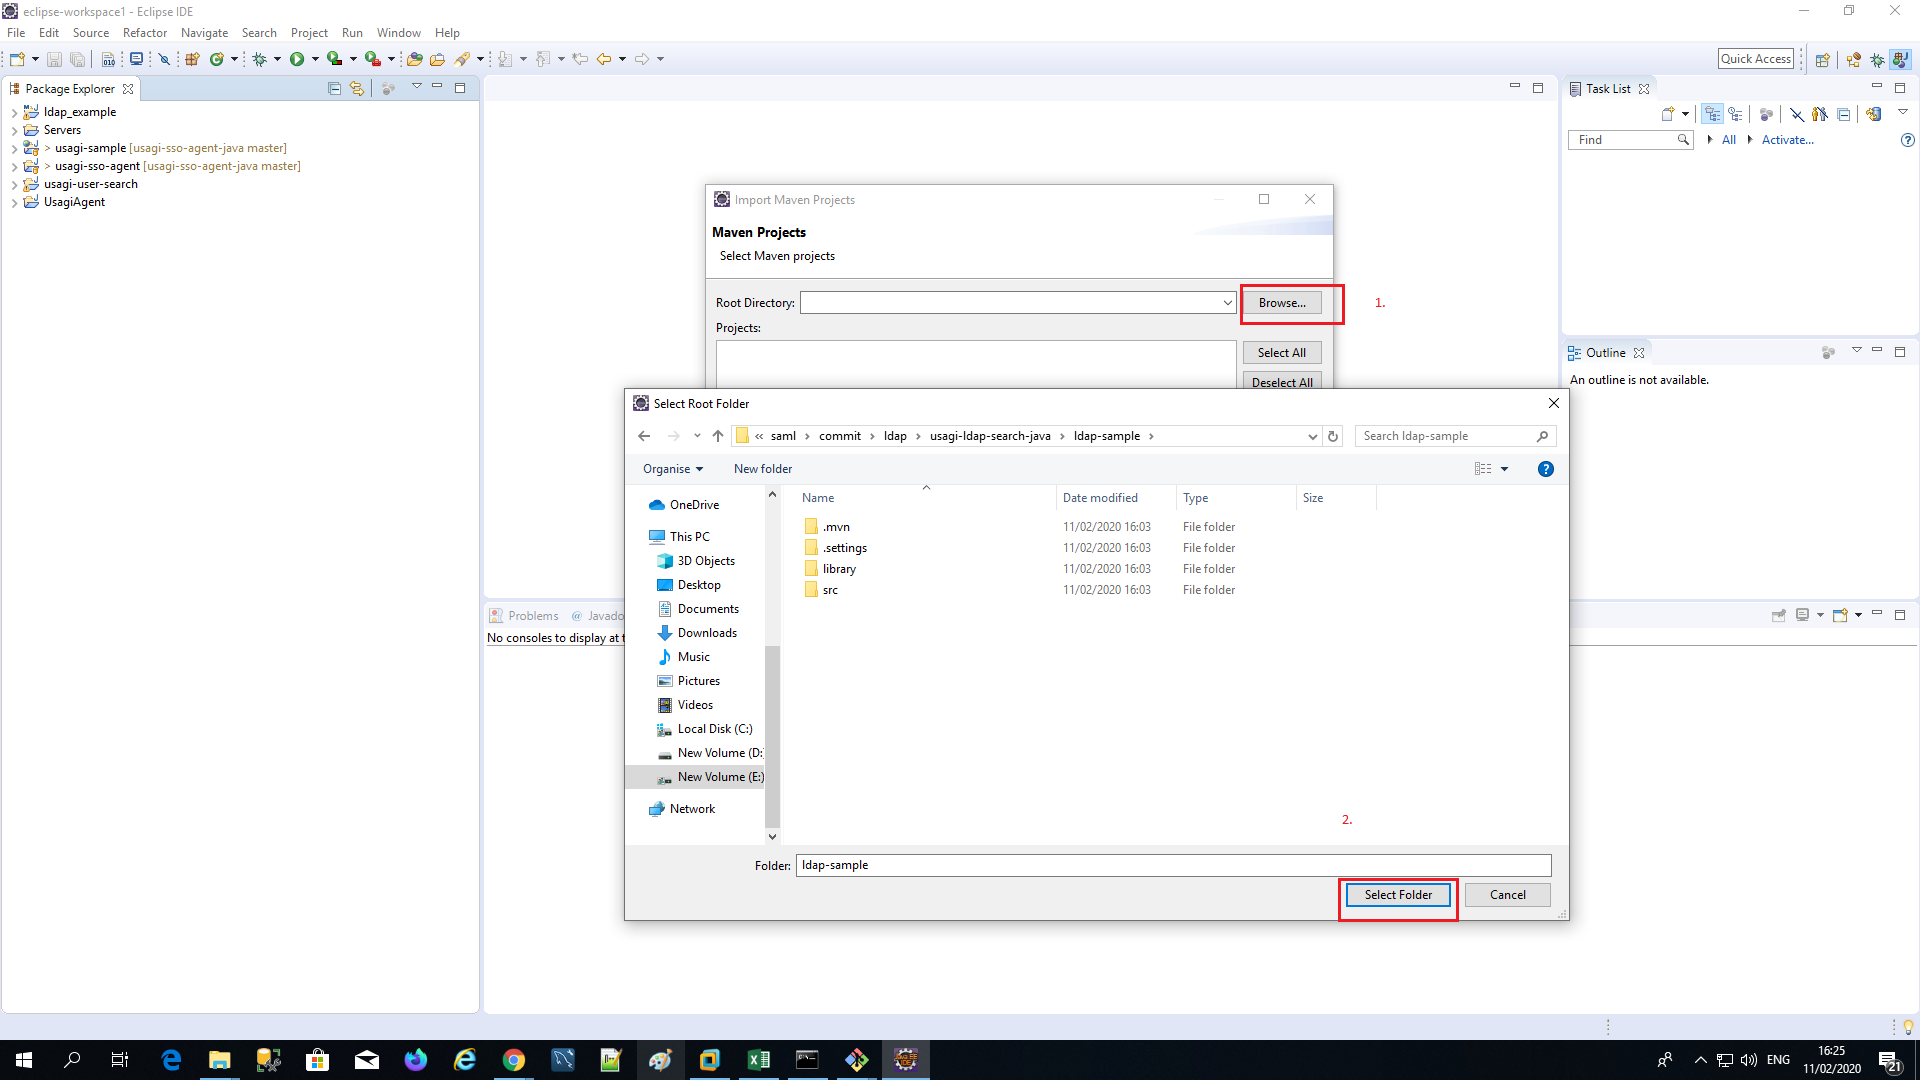 eclipse-workspace1 - Eclipse IDE
File Edit Source Refactor Navigate Search Project Run Window Help
Quick Access
Package Explorer
ldap_example
Servers
> usagi-sample [usagi-sso-agent-java master]
> usagi-sso-agent [usagi-sso-agent-java master]
usagi-user-search
UsagiAgent
Task List
Find
All
Activate...
Outline
An outline is not available.
Import Maven Projects
Maven Projects
Select Maven projects
Root Directory:
Browse...
1.
Projects:
Select All
Deselect All
Select Root Folder
« saml › commit › ldap › usagi-ldap-search-java › ldap-sample ›
Search ldap-sample
Organise
New folder
OneDrive
This PC
3D Objects
Desktop
Documents
Downloads
Music
Pictures
Videos
Local Disk (C:)
New Volume (D:
New Volume (E:)
Network
Name Date modified Type Size
.mvn 11/02/2020 16:03 File folder
.settings 11/02/2020 16:03 File folder
library 11/02/2020 16:03 File folder
src 11/02/2020 16:03 File folder
2.
Folder:
ldap-sample
Select Folder
Cancel
Problems @ Javado
No consoles to display at t
ENG
16:25
11/02/2020
21